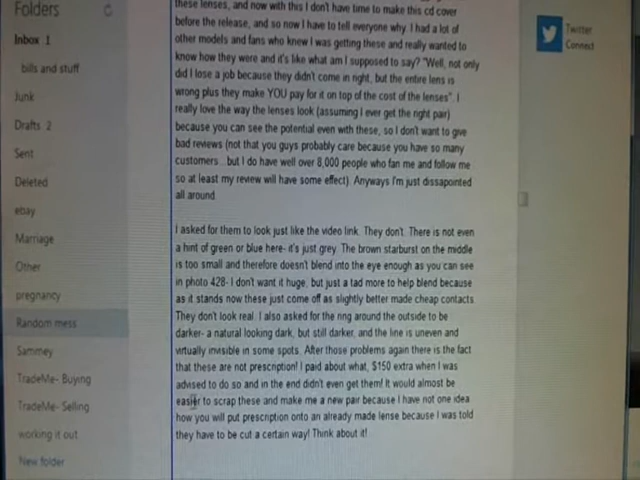 Folders
Inbox 1
bills and stuff
Junk
Drafts 2
Sent
Deleted
ebay
Marriage
Other
pregnancy
Random mess
Sammey
TradeMe- Buying
TradeMe- Selling
working it out
New folder
these lenses, and now with this I don't have time to make this cd cover
before the release, and so now I have to tell everyone why. I had a lot of
other models and fans who knew I was getting these and really wanted to
know how they were and it's like what am I supposed to say? "Well, not only
did I lose a job because they didn't come in right, but the entire lens is
wrong plus they make YOU pay for it on top of the cost of the lenses". I
really love the way the lenses look (assuming I ever get the right pair)
because you can see the potential even with these, so I don't want to give
bad reviews (not that you guys probably care because you have so many
customers... but I do have well over 8,000 people who fan me and follow me
so at least my review will have some effect). Anyways I'm just dissapointed
all around.
I asked for them to look just like the video link. They don't. There is not even
a hint of green or blue here- it's just grey. The brown starburst on the middle
is too small and therefore doesn't blend into the eye enough as you can see
in photo 428- I don't want it huge, but just a tad more to help blend because
as it stands now these just come off as slightly better made cheap contacts.
They don't look real. I also asked for the ring around the outside to be
darker- a natural looking dark, but still darker, and the line is uneven and
virtually invisible in some spots. After those problems again there is the fact
that these are not prescription! I paid about what, $150 extra when I was
advised to do so and in the end didn't even get them! It would almost be
easier to scrap these and make me a new pair because I have not one idea
how you will put prescription onto an already made lense because I was told
they have to be cut a certain way! Think about it!
Twitter
Connect